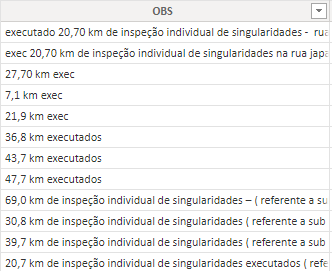 OBS
executado 20,70 km de inspeção individual de singularidades - rua
exec 20,70 km de inspeção individual de singularidades na rua japa
27,70 km exec
7,1 km exec
21,9 km exec
36,8 km executados
43,7 km executados
47,7 km executados
69,0 km de inspeção individual de singularidades – ( referente a su
30,8 km de inspeção individual de singularidades ( referente a sub
39,7 km de inspeção individual de singularidades ( referente a sub
20,7 km de inspeção individual de singularidades executados ( refe